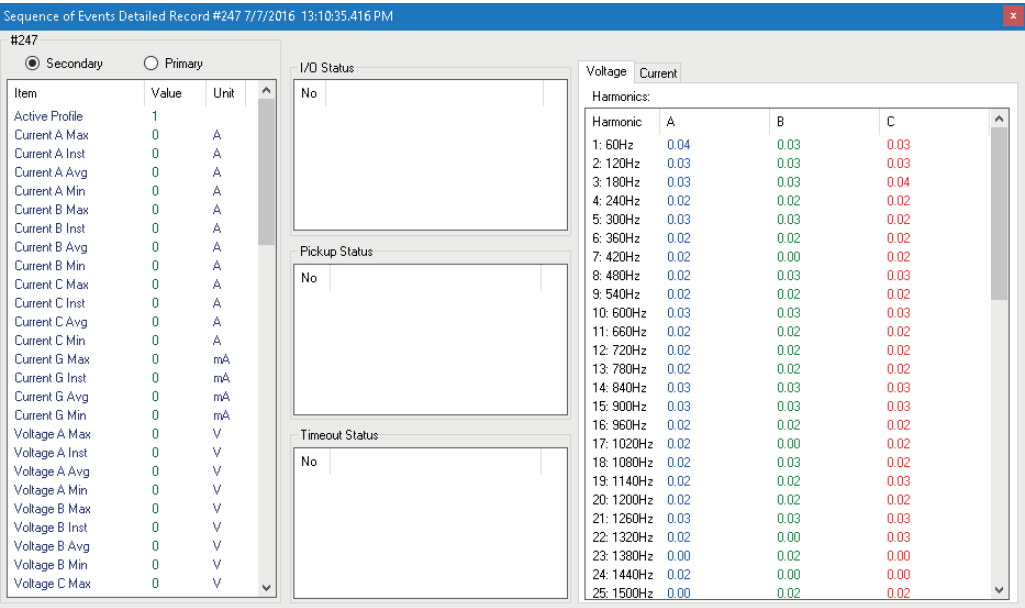 Sequence of Events Detailed Record #247 7/7/2016  13:10:35.416 PM
#247
Secondary Primary
Item Value Unit
Active Profile 1
Current A Max 0 A
Current A Inst 0 A
Current A Avg 0 A
Current A Min 0 A
Current B Max 0 A
Current B Inst 0 A
Current B Avg 0 A
Current B Min 0 A
Current C Max 0 A
Current C Inst 0 A
Current C Avg 0 A
Current C Min 0 A
Current G Max 0 mA
Current G Inst 0 mA
Current G Avg 0 mA
Current G Min 0 mA
Voltage A Max 0 V
Voltage A Inst 0 V
Voltage A Avg 0 V
Voltage A Min 0 V
Voltage B Max 0 V
Voltage B Inst 0 V
Voltage B Avg 0 V
Voltage B Min 0 V
Voltage C Max 0 V
I/O Status
No
Pickup Status
No
Timeout Status
No
Voltage Current
Harmonics:
Harmonic A B C
1: 60Hz 0.04 0.03 0.03
2: 120Hz 0.03 0.03 0.03
3: 180Hz 0.03 0.03 0.04
4: 240Hz 0.02 0.02 0.02
5: 300Hz 0.03 0.03 0.02
6: 360Hz 0.02 0.02 0.02
7: 420Hz 0.02 0.00 0.02
8: 480Hz 0.02 0.03 0.03
9: 540Hz 0.02 0.02 0.02
10: 600Hz 0.03 0.03 0.03
11: 660Hz 0.02 0.02 0.02
12: 720Hz 0.02 0.02 0.02
13: 780Hz 0.02 0.02 0.02
14: 840Hz 0.03 0.03 0.03
15: 900Hz 0.03 0.03 0.03
16: 960Hz 0.02 0.02 0.02
17: 1020Hz 0.02 0.00 0.02
18: 1080Hz 0.02 0.03 0.02
19: 1140Hz 0.02 0.02 0.03
20: 1200Hz 0.02 0.02 0.02
21: 1260Hz 0.03 0.03 0.03
22: 1320Hz 0.02 0.00 0.03
23: 1380Hz 0.00 0.02 0.00
24: 1440Hz 0.02 0.00 0.00
25: 1500Hz 0.00 0.02 0.02